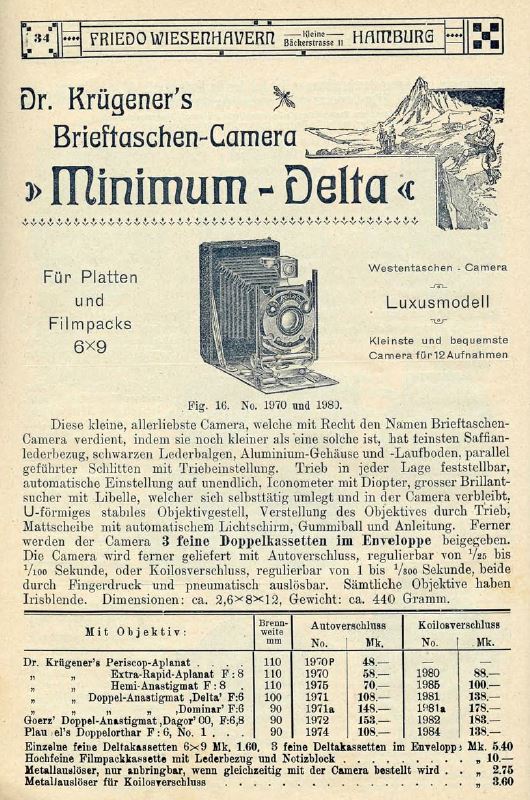 34 FRIEDO WIESENHAVERN Kleine Bäckerstrasse 11 HAMBURG
Dr. Krügener's
Brieftaschen-Camera
» Minimum - Delta «
Für Platten
und
Filmpacks
6×9
Westentaschen - Camera
Luxusmodell
Kleinste und bequemste
Camera für 12 Aufnahmen
Fig. 16. No. 1970 und 1980.
Diese kleine, allerliebste Camera, welche mit Recht den Namen Brieftaschen-
Camera verdient, indem sie noch kleiner als eine solche ist, hat feinsten Saffian-
lederbezug, schwarzen Lederbalgen, Aluminium-Gehäuse und -Laufboden, parallel
geführter Schlitten mit Triebeinstellung. Trieb in jeder Lage feststellbar,
automatische Einstellung auf unendlich, Iconometer mit Diopter, grosser Brillant-
sucher mit Libelle, welcher sich selbsttätig umlegt und in der Camera verbleibt,
U-förmiges stabiles Objektivgestell, Verstellung des Objektives durch Trieb,
Mattscheibe mit automatischem Lichtschirm, Gummiball und Anleitung. Ferner
werden der Camera 3 feine Doppelkassetten im Enveloppe beigegeben.
Die Camera wird ferner geliefert mit Autoverschluss, regulierbar von 1/25 bis
1/100 Sekunde, oder Koilosverschluss, regulierbar von 1 bis 1/300 Sekunde, beide
durch Fingerdruck und pneumatisch auslösbar. Sämtliche Objektive haben
Irisblende. Dimensionen: ca. 2,6×8×12, Gewicht: ca. 440 Gramm.
Mit Objektiv: Brennweite mm Autoverschluss No. Mk. Koilosverschluss No. Mk.
Dr. Krügener's Periscop-Aplanat . . . . 110 1970P 48.— — —
„ „ Extra-Rapid-Aplanat F : 8 110 1970 58.— 1980 88.—
„ „ Hemi-Anastigmat F : 8 . 110 1975 70.— 1985 100.—
„ „ Doppel-Anastigmat ‚Delta' F:6 100 1971 108.— 1981 138.—
„ „ „ ‚Dominar' F:6 90 1971a 148.— 1981a 178.—
Goerz' Doppel-Anastigmat ‚Dagor' 00, F:6,8 90 1972 153.— 1982 183.—
Plau el's Doppelorthar F : 6, No. 1 . . . 90 1974 108.— 1984 138.—
Einzelne feine Deltakassetten 6×9 Mk. 1.60, 3 feine Deltakassetten im Envelopp: Mk. 5.40
Hochfeine Filmpackkassette mit Lederbezug und Notizblock . . . . . „ 10.—
Metallauslöser, nur anbringbar, wenn gleichzeitig mit der Camera bestellt wird . . „ 2.75
Metallauslöser für Koilosverschluss . . . . . „ 3.60